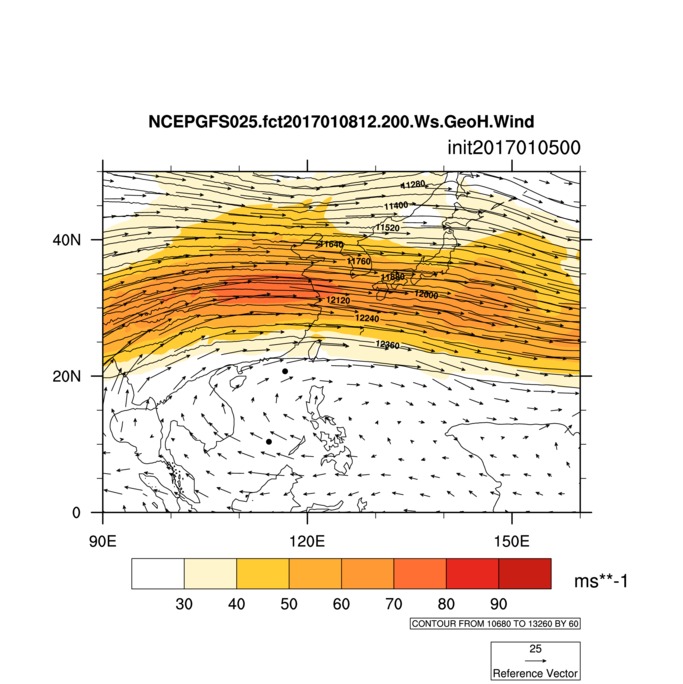 NCEPGFS025.fct2017010812.200.Ws.GeoH.Wind
init2017010500
11280
11400
40N
11520
11640
11760
11880
12000
12120
12240
12360
20N
0
90E 120E 150E
30 40 50 60 70 80 90
ms**-1
CONTOUR FROM 10680 TO 13260 BY 60
25
Reference Vector